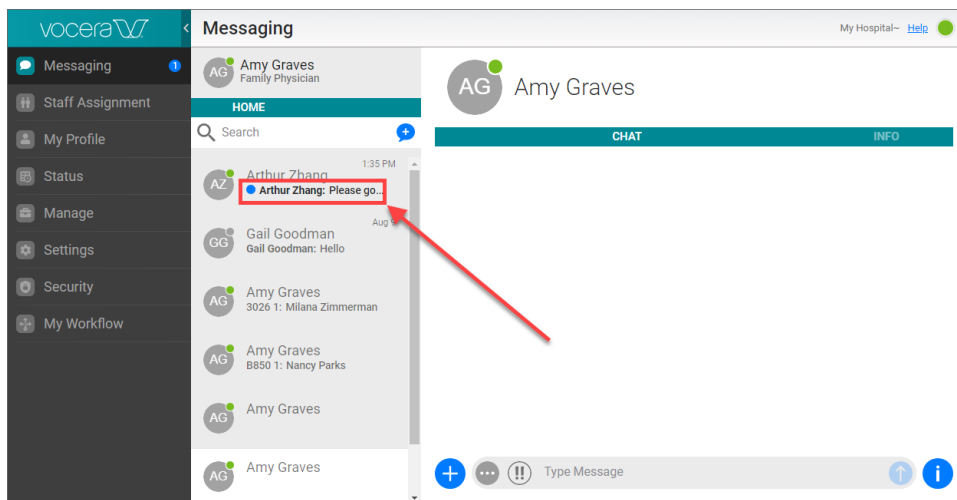 vocera
Messaging
My Hospital~ Help
Messaging 1
Staff Assignment
My Profile
Status
Manage
Settings
Security
My Workflow
AG Amy Graves
Family Physician
HOME
Search
1:35 PM
AZ Arthur Zhang
Arthur Zhang: Please go...
Aug
GG Gail Goodman
Gail Goodman: Hello
AG Amy Graves
3026 1: Milana Zimmerman
AG Amy Graves
B850 1: Nancy Parks
AG Amy Graves
AG Amy Graves
AG Amy Graves
CHAT INFO
Type Message